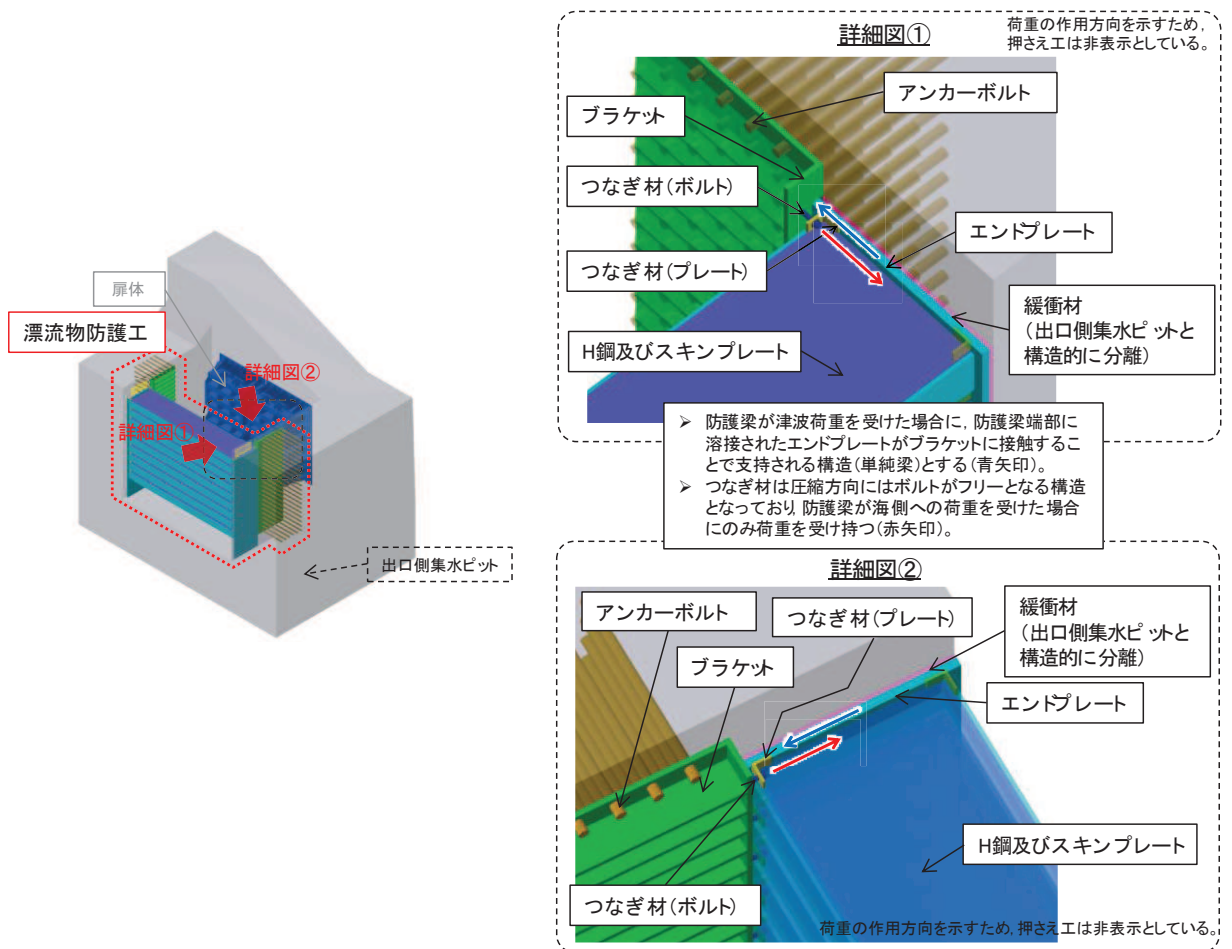 扉体
漂流物防護工
詳細図②
詳細図①
出口側集水ピット
詳細図①
荷重の作用方向を示すため,
押さえ工は非表示としている。
アンカーボルト
ブラケット
つなぎ材(ボルト)
エンドプレート
つなぎ材(プレート)
緩衝材
(出口側集水ピットと
構造的に分離)
H鋼及びスキンプレート
➢ 防護梁が津波荷重を受けた場合に, 防護梁端部に
溶接されたエンドプレートがブラケットに接触するこ
とで支持される構造(単純梁)とする(青矢印)。
➢ つなぎ材は圧縮方向にはボルトがフリーとなる構造
となっており, 防護梁が海側への荷重を受けた場合
にのみ荷重を受け持つ(赤矢印)。
詳細図②
アンカーボルト
つなぎ材(プレート)
緩衝材
(出口側集水ピットと
構造的に分離)
ブラケット
エンドプレート
H鋼及びスキンプレート
つなぎ材(ボルト)
荷重の作用方向を示すため, 押さえ工は非表示としている。